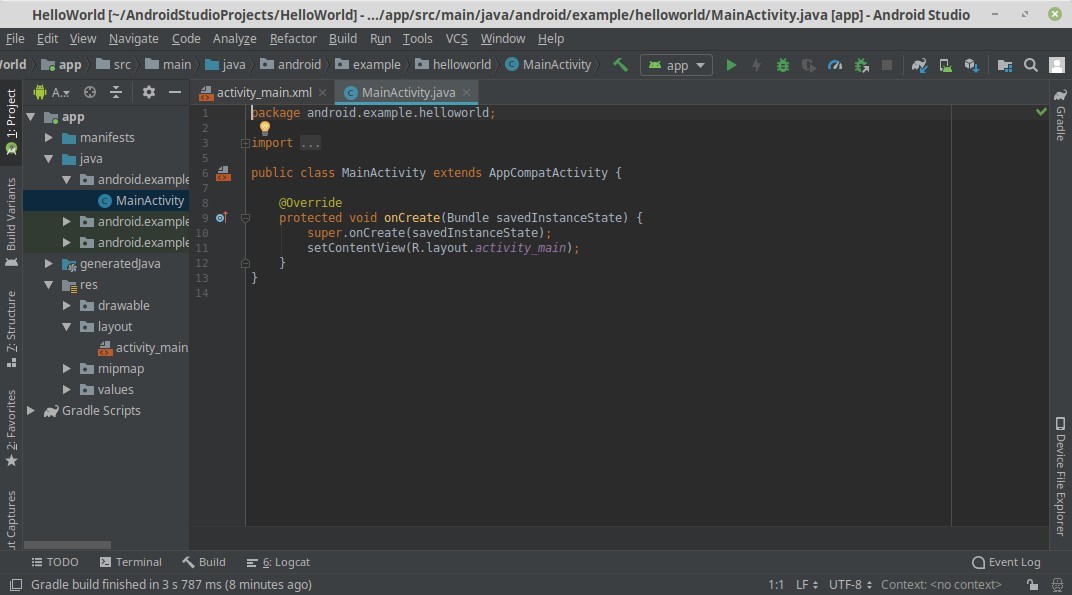 HelloWorld [~/AndroidStudioProjects/HelloWorld] - .../app/src/main/java/android/example/helloworld/MainActivity.java [app] - Android Studio
File Edit View Navigate Code Analyze Refactor Build Run Tools VCS Window Help
orld app src main java android example helloworld MainActivity app
1: Project
Build Variants
7: Structure
2: Favorites
ut Captures
A..
app
manifests
java
android.example
MainActivity
android.example
android.example
generatedJava
res
drawable
layout
activity_main
mipmap
values
Gradle Scripts
activity_main.xml MainActivity.java
1 package android.example.helloworld;
2
3 import ...
5
6 public class MainActivity extends AppCompatActivity {
7
8 @Override
9 protected void onCreate(Bundle savedInstanceState) {
10 super.onCreate(savedInstanceState);
11 setContentView(R.layout.activity_main);
12 }
13 }
14
Gradle
Device File Explorer
TODO Terminal Build 6: Logcat Event Log
Gradle build finished in 3 s 787 ms (8 minutes ago) 1:1 LF UTF-8 Context: <no context>